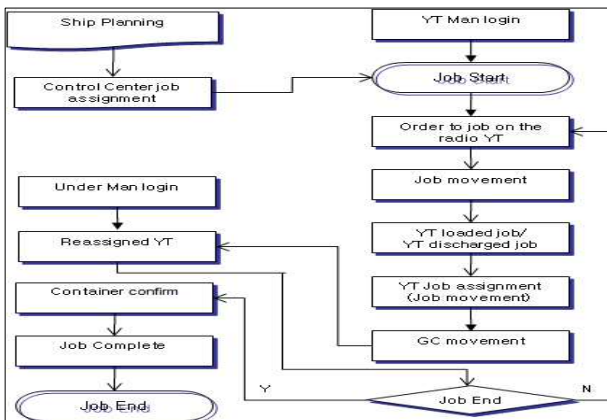 Ship Planning
YT Man login
Control Center job
assignment
Job Start
Order to job on the
radio YT
Under Man login
Job movement
Reassigned YT
YT loaded job/
YT discharged job
Container confirm
YT Job assignment
(Job movement)
Job Complete
GC movement
Job End
Y
Job End
N